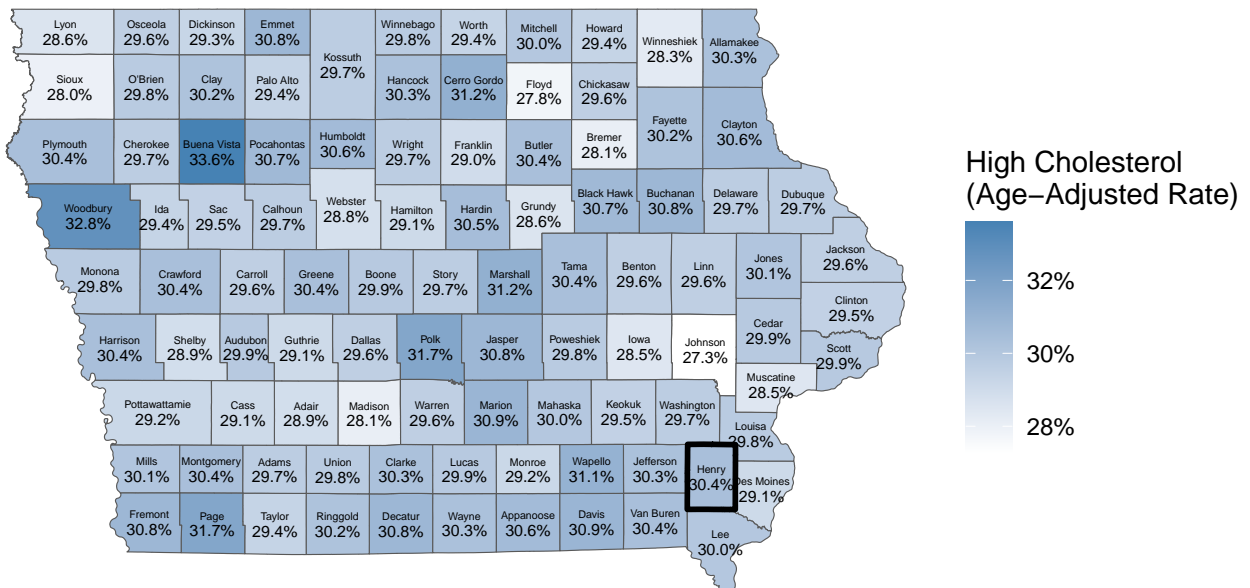 Lyon
28.6%
Osceola
29.6%
Dickinson
29.3%
Emmet
30.8%
Kossuth
29.7%
Winnebago
29.8%
Worth
29.4%
Mitchell
30.0%
Howard
29.4%
Winneshiek
28.3%
Allamakee
30.3%
Sioux
28.0%
O'Brien
29.8%
Clay
30.2%
Palo Alto
29.4%
Hancock
30.3%
Cerro Gordo
31.2%
Floyd
27.8%
Chickasaw
29.6%
Fayette
30.2%
Clayton
30.6%
Plymouth
30.4%
Cherokee
29.7%
Buena Vista
33.6%
Pocahontas
30.7%
Humboldt
30.6%
Wright
29.7%
Franklin
29.0%
Butler
30.4%
Bremer
28.1%
Woodbury
32.8%
Ida
29.4%
Sac
29.5%
Calhoun
29.7%
Webster
28.8%
Hamilton
29.1%
Hardin
30.5%
Grundy
28.6%
Black Hawk
30.7%
Buchanan
30.8%
Delaware
29.7%
Dubuque
29.7%
Monona
29.8%
Crawford
30.4%
Carroll
29.6%
Greene
30.4%
Boone
29.9%
Story
29.7%
Marshall
31.2%
Tama
30.4%
Benton
29.6%
Linn
29.6%
Jones
30.1%
Jackson
29.6%
Clinton
29.5%
Harrison
30.4%
Shelby
28.9%
Audubon
29.9%
Guthrie
29.1%
Dallas
29.6%
Polk
31.7%
Jasper
30.8%
Poweshiek
29.8%
Iowa
28.5%
Johnson
27.3%
Cedar
29.9%
Scott
29.9%
Muscatine
28.5%
Pottawattamie
29.2%
Cass
29.1%
Adair
28.9%
Madison
28.1%
Warren
29.6%
Marion
30.9%
Mahaska
30.0%
Keokuk
29.5%
Washington
29.7%
Louisa
29.8%
Mills
30.1%
Montgomery
30.4%
Adams
29.7%
Union
29.8%
Clarke
30.3%
Lucas
29.9%
Monroe
29.2%
Wapello
31.1%
Jefferson
30.3%
Henry
30.4%
Des Moines
29.1%
Fremont
30.8%
Page
31.7%
Taylor
29.4%
Ringgold
30.2%
Decatur
30.8%
Wayne
30.3%
Appanoose
30.6%
Davis
30.9%
Van Buren
30.4%
Lee
30.0%
High Cholesterol
(Age−Adjusted Rate)
32%
30%
28%